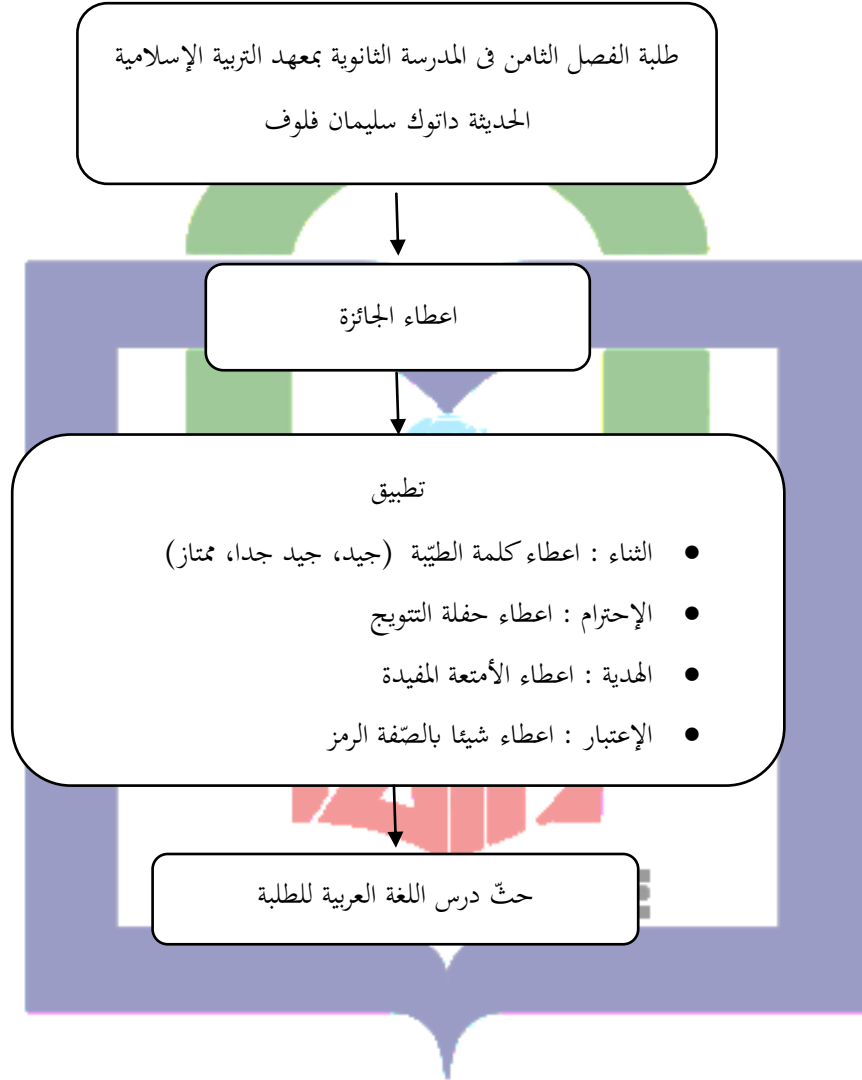 طلبة الفصل الثامن فى المدرسة الثانوية بمعهد التربية الإسلامية
الحديثة داتوك سليمان فلوف
اعطاء الجائزة
تطبيق
● الثناء : اعطاء كلمة الطيّبة (جيد، جيد جدا، ممتاز)
● الإحترام : اعطاء حفلة التتويج
● الهدية : اعطاء الأمتعة المفيدة
● الإعتبار : اعطاء شيئا بالصّفة الرمز
حثّ درس اللغة العربية للطلبة